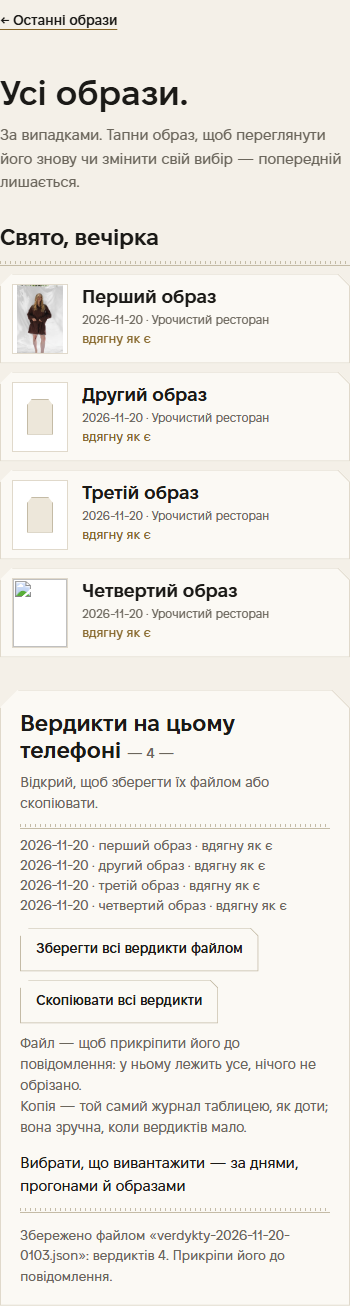 ← Останні образи
Усі образи.
За випадками. Тапни образ, щоб переглянути
його знову чи змінити свій вибір — попередній
лишається.
Свято, вечірка
Перший образ
2026-11-20 · Урочистий ресторан
вдягну як є
Другий образ
2026-11-20 · Урочистий ресторан
вдягну як є
Третій образ
2026-11-20 · Урочистий ресторан
вдягну як є
Четвертий образ
2026-11-20 · Урочистий ресторан
вдягну як є
Вердикти на цьому
телефоні — 4 —
Відкрий, щоб зберегти їх файлом або
скопіювати.
2026-11-20 · перший образ · вдягну як є
2026-11-20 · другий образ · вдягну як є
2026-11-20 · третій образ · вдягну як є
2026-11-20 · четвертий образ · вдягну як є
Зберегти всі вердикти файлом
Скопіювати всі вердикти
Файл — щоб прикріпити його до
повідомлення: у ньому лежить усе, нічого не
обрізано.
Копія — той самий журнал таблицею, як доти;
вона зручна, коли вердиктів мало.
Вибрати, що вивантажити — за днями,
прогонами й образами
Збережено файлом «verdykty-2026-11-20-
0103.json»: вердиктів 4. Прикріпи його до
повідомлення.